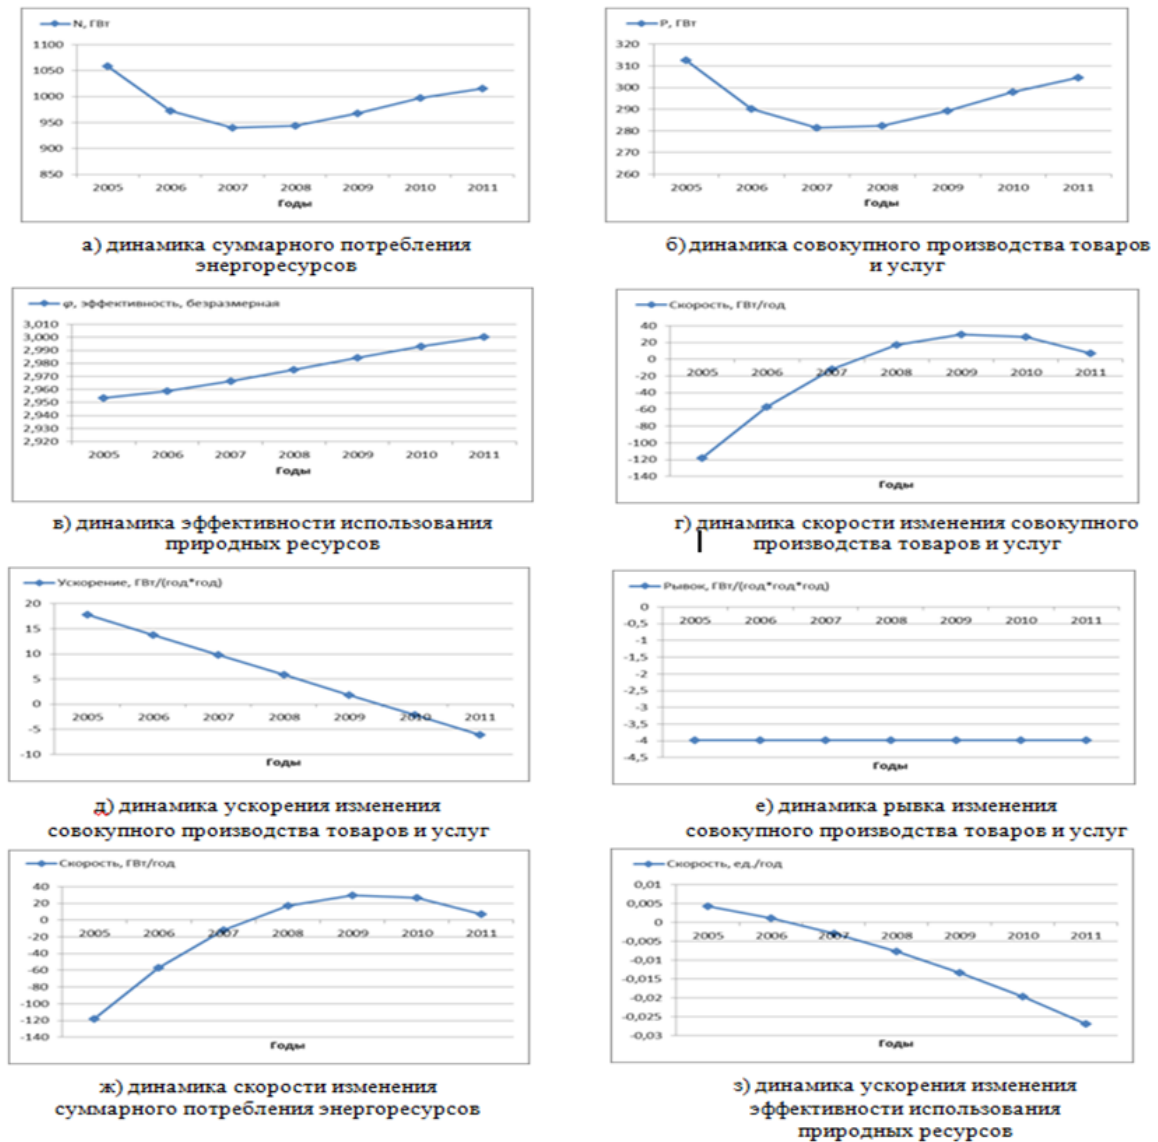 N, ГВт
1100
1050
1000
950
900
850
2005 2006 2007 2008 2009 2010 2011
Годы
а) динамика суммарного потребления
энергоресурсов
P, ГВт
320
310
300
290
280
270
260
2005 2006 2007 2008 2009 2010 2011
Годы
б) динамика совокупного производства товаров
и услуг
φ, эффективность, безразмерная
3,010
3,000
2,990
2,980
2,970
2,960
2,950
2,940
2,930
2,920
2005 2006 2007 2008 2009 2010 2011
Годы
в) динамика эффективности использования
природных ресурсов
Скорость, ГВт/год
40
20
0
-20
-40
-60
-80
-100
-120
-140
2005 2006 2007 2008 2009 2010 2011
Годы
г) динамика скорости изменения совокупного
производства товаров и услуг
Ускорение, ГВт/(год*год)
20
15
10
5
0
-5
-10
2005 2006 2007 2008 2009 2010 2011
Годы
д) динамика ускорения изменения
совокупного производства товаров и услуг
Рывок, ГВт/(год*год*год)
0
-0,5
-1
-1,5
-2
-2,5
-3
-3,5
-4
-4,5
2005 2006 2007 2008 2009 2010 2011
Годы
е) динамика рывка изменения
совокупного производства товаров и услуг
Скорость, ГВт/год
40
20
0
-20
-40
-60
-80
-100
-120
-140
2005 2006 2007 2008 2009 2010 2011
Годы
ж) динамика скорости изменения
суммарного потребления энергоресурсов
Скорость, ед./год
0,01
0,005
0
-0,005
-0,01
-0,015
-0,02
-0,025
-0,03
2005 2006 2007 2008 2009 2010 2011
Годы
з) динамика ускорения изменения
эффективности использования
природных ресурсов